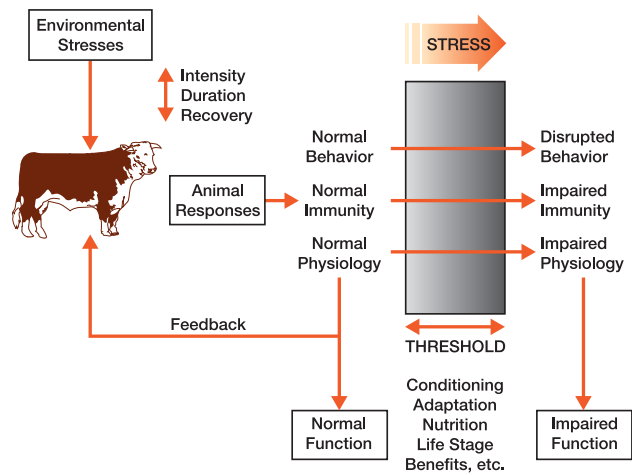 Environmental
Stresses
Intensity
Duration
Recovery
STRESS
Animal
Responses
Normal
Behavior
Normal
Immunity
Normal
Physiology
Disrupted
Behavior
Impaired
Immunity
Impaired
Physiology
Feedback
THRESHOLD
Conditioning
Adaptation
Nutrition
Life Stage
Benefits, etc.
Normal
Function
Impaired
Function